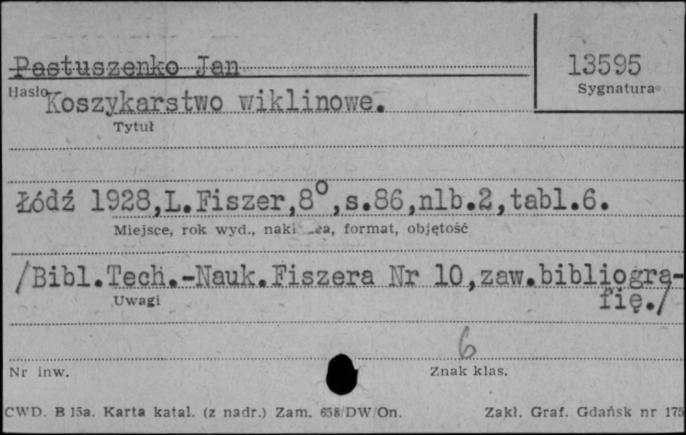 Pastuszenko Jan
13595
Hasło
Sygnatura
Koszykarstwo wiklinowe.
Tytuł
Łódź 1928,L.Fiszer,8°,s.86,nlb.2,tabl.6.
Miejsce, rok wyd., format, objętość
/Bibl.Tech.-Nauk.Fiszera Nr 10,zaw.bibliogra-
fię./
Uwagi
6
Nr inw.
Znak klas.
CWD. B 15a. Karta katal. (z nadr.) Zam. 658/DW/On.
Zakł. Graf. Gdańsk nr 175